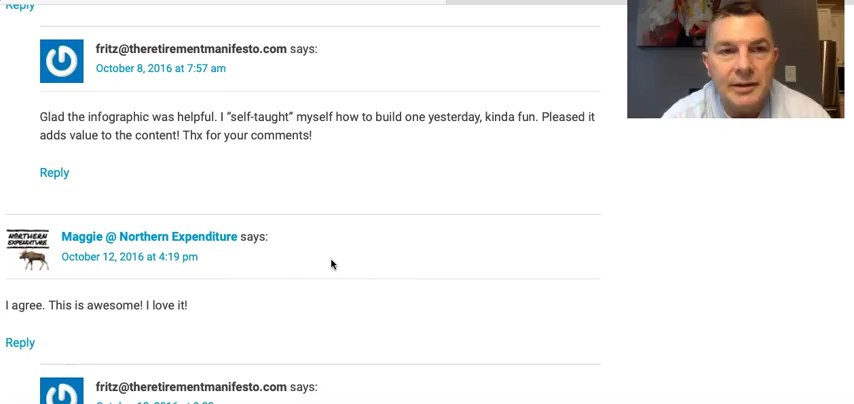 Reply
fritz@theretirementmanifesto.com says:
October 8, 2016 at 7:57 am
Glad the infographic was helpful. I “self-taught” myself how to build one yesterday, kinda fun. Pleased it
adds value to the content! Thx for your comments!
Reply
NORTHERN
EXPENDITURE
Maggie @ Northern Expenditure says:
October 12, 2016 at 4:19 pm
I agree. This is awesome! I love it!
Reply
fritz@theretirementmanifesto.com says: